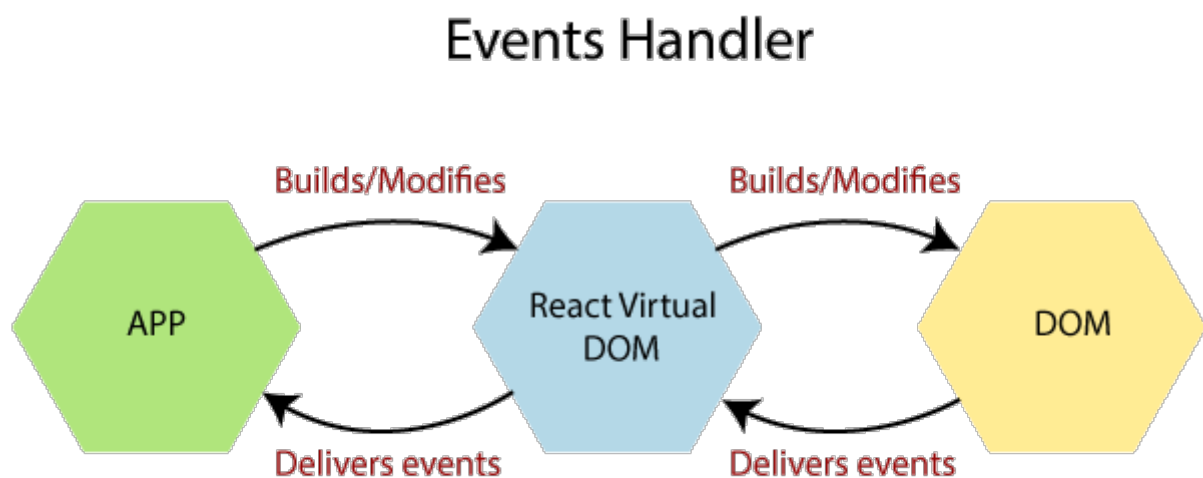 Events Handler
Builds/Modifies
Builds/Modifies
APP
React Virtual
DOM
DOM
Delivers events
Delivers events